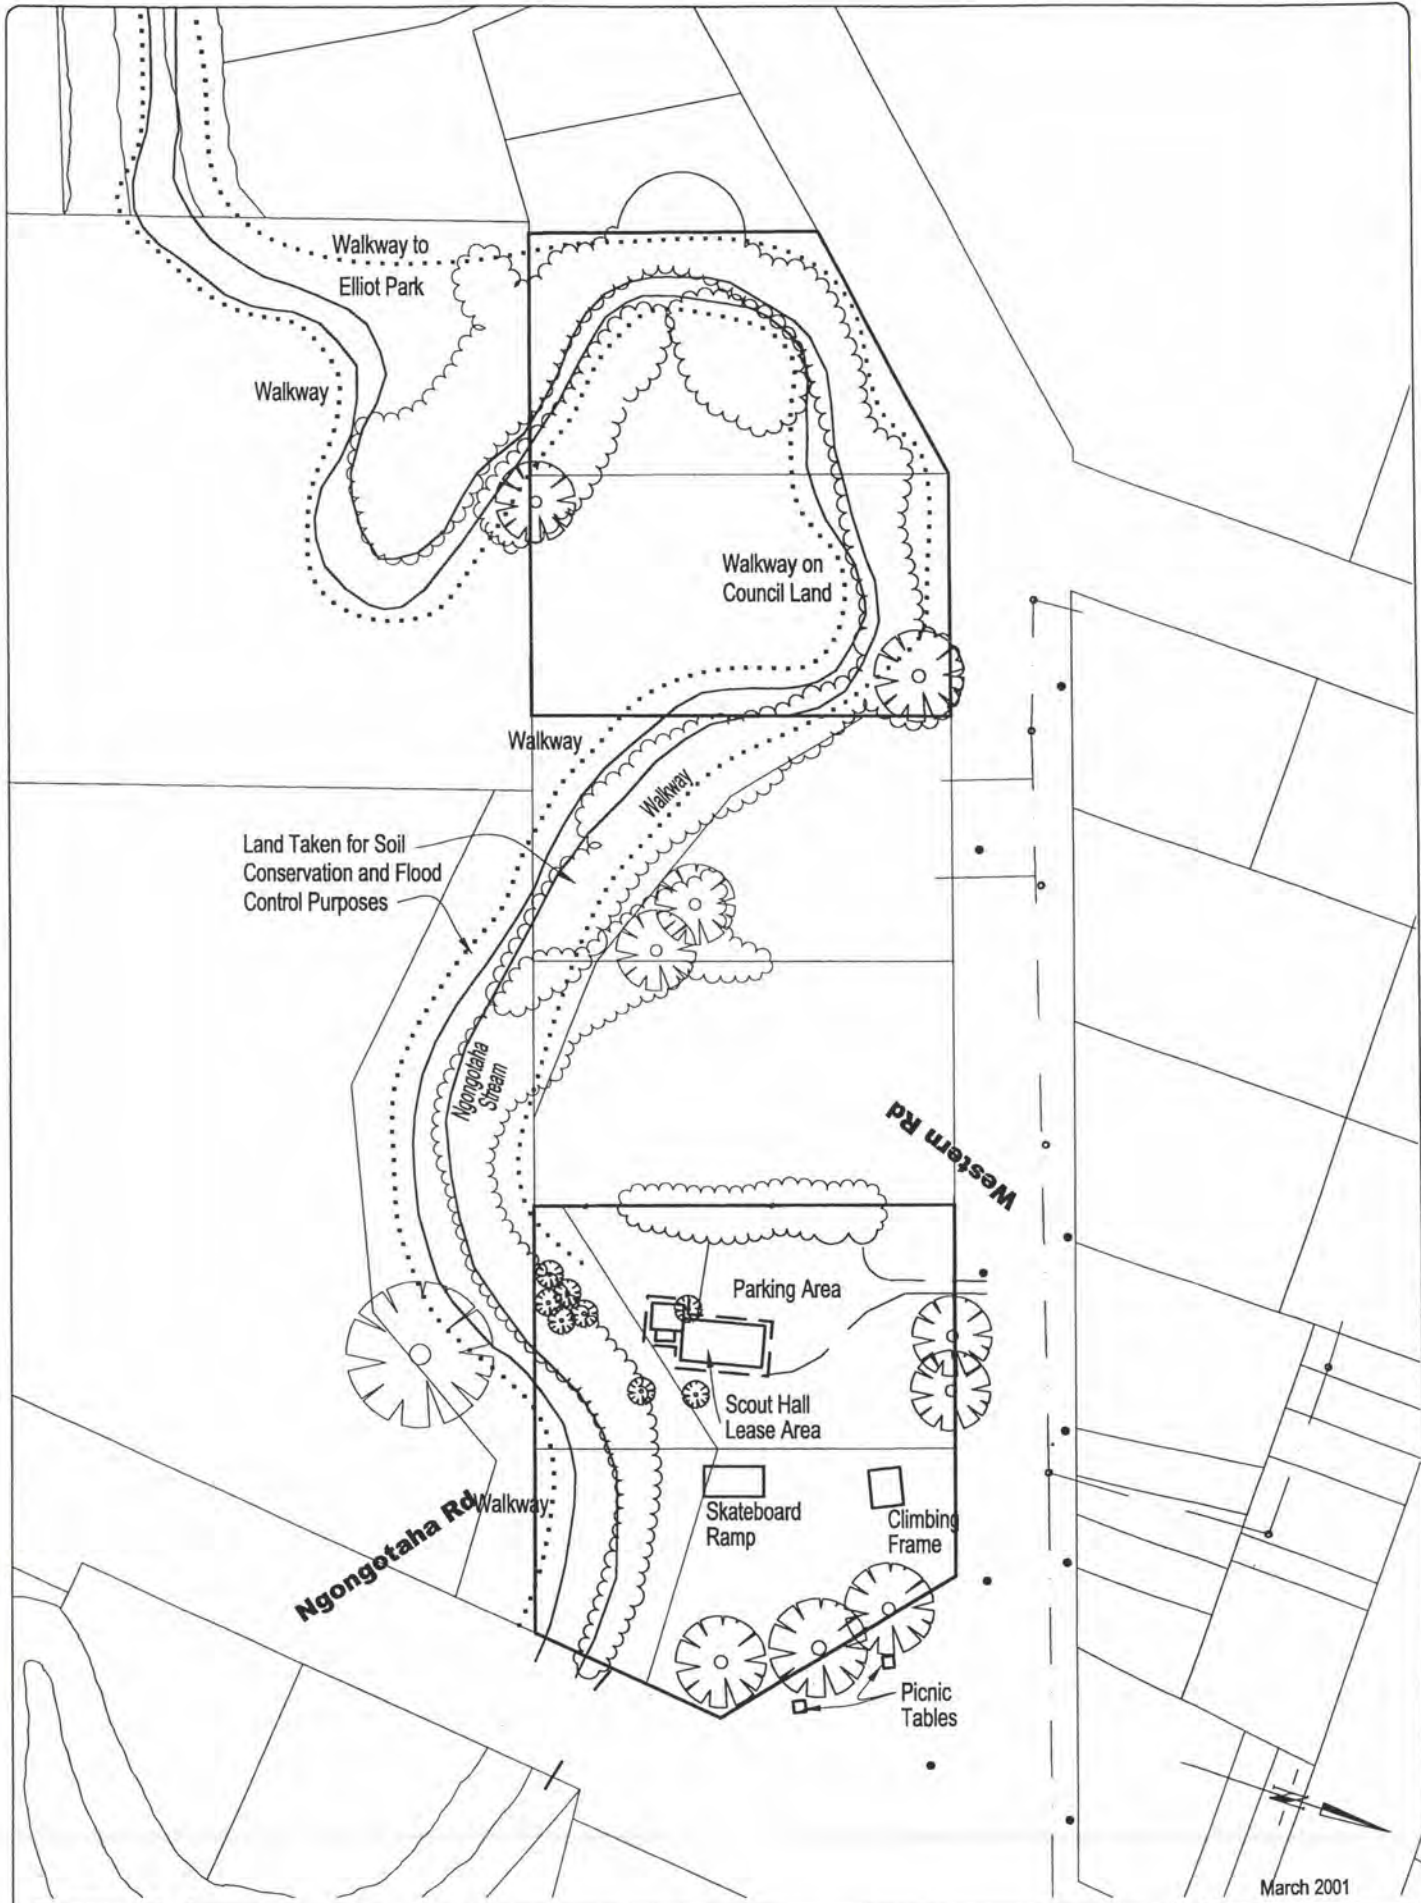 Walkway to
Elliot Park
Walkway
Walkway on
Council Land
Walkway
Walkway
Land Taken for Soil
Conservation and Flood
Control Purposes
Ngongotaha
Stream
Western Rd
Parking Area
Scout Hall
Lease Area
Skateboard
Ramp
Climbing
Frame
Walkway
Ngongotaha Rd
Picnic
Tables
N
March 2001